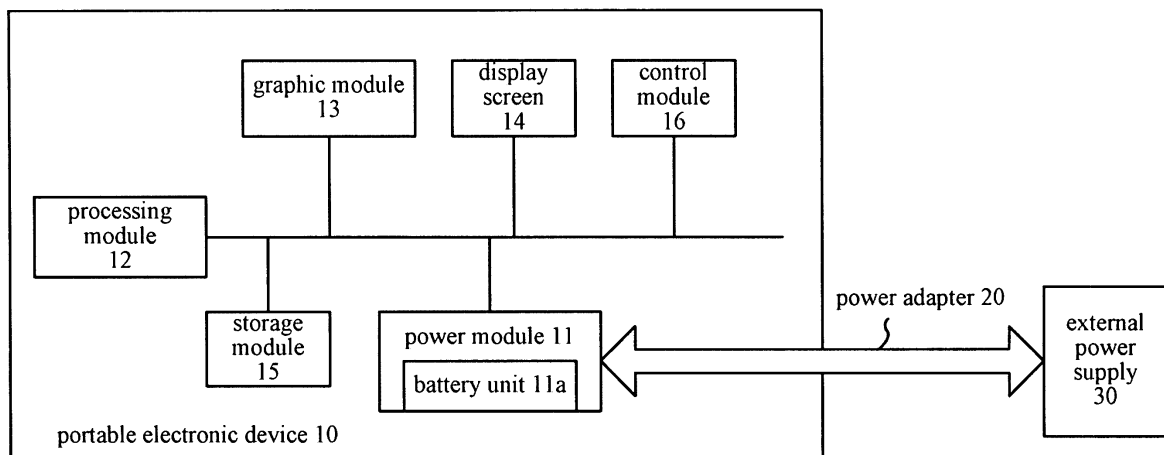 graphic module
13
display
screen
14
control
module
16
processing
module
12
storage
module
15
power module 11
battery unit 11a
power adapter 20
external
power
supply
30
portable electronic device 10